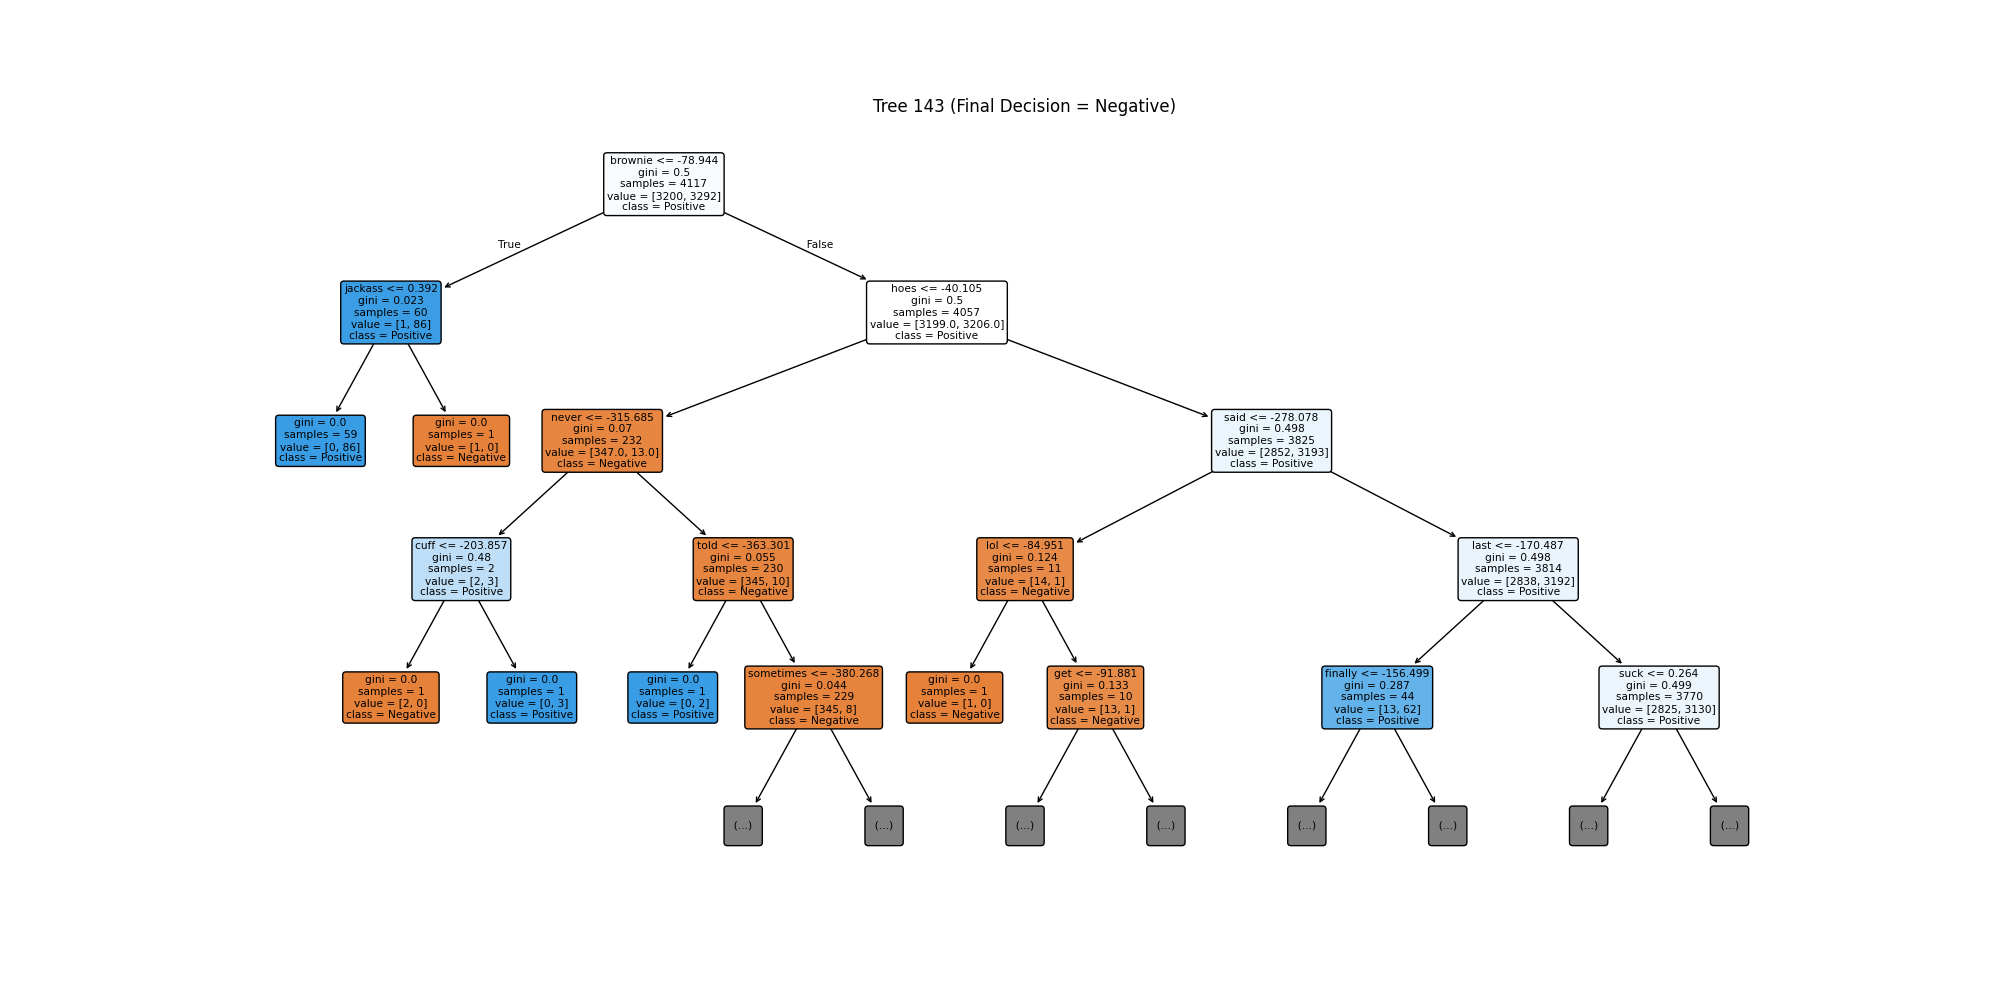 Tree 143 (Final Decision = Negative)
brownie <= -78.944
gini = 0.5
samples = 4117
value = [3200, 3292]
class = Positive
True
False
jackass <= 0.392
gini = 0.023
samples = 60
value = [1, 86]
class = Positive
hoes <= -40.105
gini = 0.5
samples = 4057
value = [3199.0, 3206.0]
class = Positive
gini = 0.0
samples = 59
value = [0, 86]
class = Positive
gini = 0.0
samples = 1
value = [1, 0]
class = Negative
never <= -315.685
gini = 0.07
samples = 232
value = [347.0, 13.0]
class = Negative
said <= -278.078
gini = 0.498
samples = 3825
value = [2852, 3193]
class = Positive
cuff <= -203.857
gini = 0.48
samples = 2
value = [2, 3]
class = Positive
told <= -363.301
gini = 0.055
samples = 230
value = [345, 10]
class = Negative
lol <= -84.951
gini = 0.124
samples = 11
value = [14, 1]
class = Negative
last <= -170.487
gini = 0.498
samples = 3814
value = [2838, 3192]
class = Positive
gini = 0.0
samples = 1
value = [2, 0]
class = Negative
gini = 0.0
samples = 1
value = [0, 3]
class = Positive
gini = 0.0
samples = 1
value = [0, 2]
class = Positive
sometimes <= -380.268
gini = 0.044
samples = 229
value = [345, 8]
class = Negative
gini = 0.0
samples = 1
value = [1, 0]
class = Negative
get <= -91.881
gini = 0.133
samples = 10
value = [13, 1]
class = Negative
finally <= -156.499
gini = 0.287
samples = 44
value = [13, 62]
class = Positive
suck <= 0.264
gini = 0.499
samples = 3770
value = [2825, 3130]
class = Positive
(...)
(...)
(...)
(...)
(...)
(...)
(...)
(...)